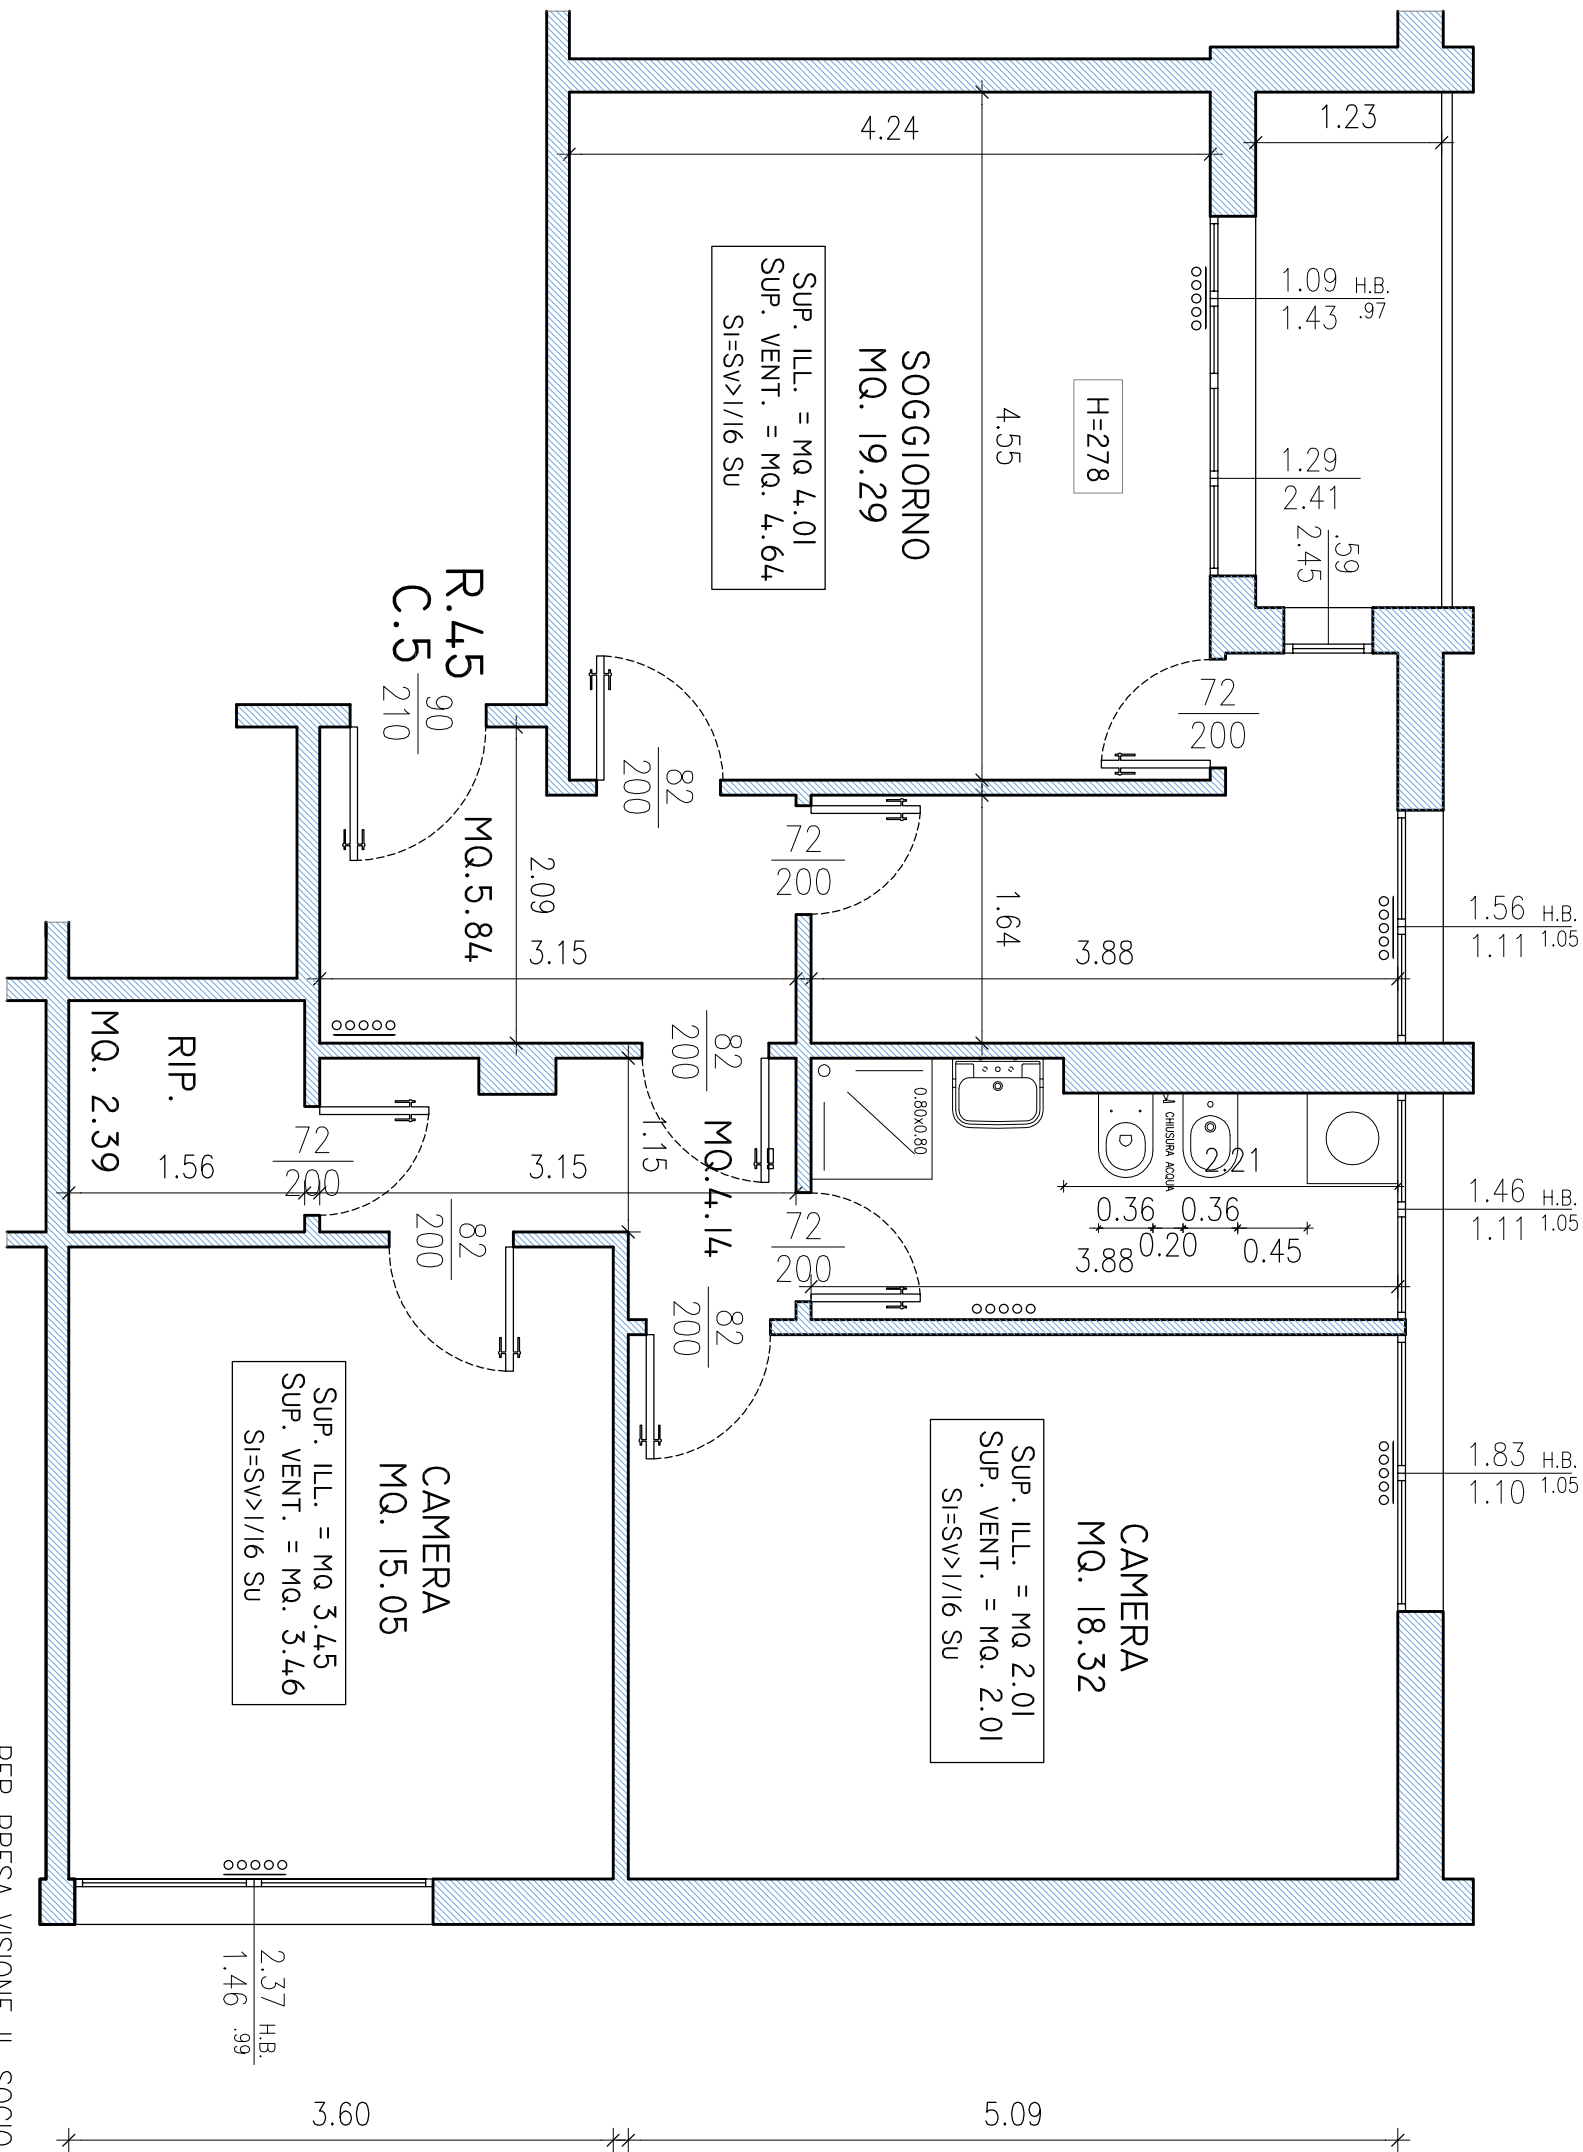 4.24
1.23
1.09 H.B.
1.43 .97
1.29
2.41
.59
2.45
H=278
4.55
SOGGIORNO
MQ. 19.29
SUP. ILL. = MQ 4.01
SUP. VENT. = MQ. 4.64
SI=SV>1/16 SU
R.45
C.5
90
210
72
200
82
200
MQ.5.84
2.09
3.15
72
200
1.64
3.88
1.56 H.B.
1.11 1.05
82
200
RIP.
MQ. 2.39
1.56
72
200
3.15
1.15
MQ.4.14
0.80x0.80
CHIUSURA ACQUA
2.21
0.36
0.36
0.20
0.45
3.88
1.46 H.B.
1.11 1.05
72
200
82
200
82
200
1.83 H.B.
1.10 1.05
CAMERA
MQ. 18.32
SUP. ILL. = MQ 2.01
SUP. VENT. = MQ. 2.01
SI=SV>1/16 SU
CAMERA
MQ. 15.05
SUP. ILL. = MQ 3.45
SUP. VENT. = MQ. 3.46
SI=SV>1/16 SU
2.37 H.B.
1.46 .99
3.60
5.09
PER PRESA VISIONE IL SOCIO